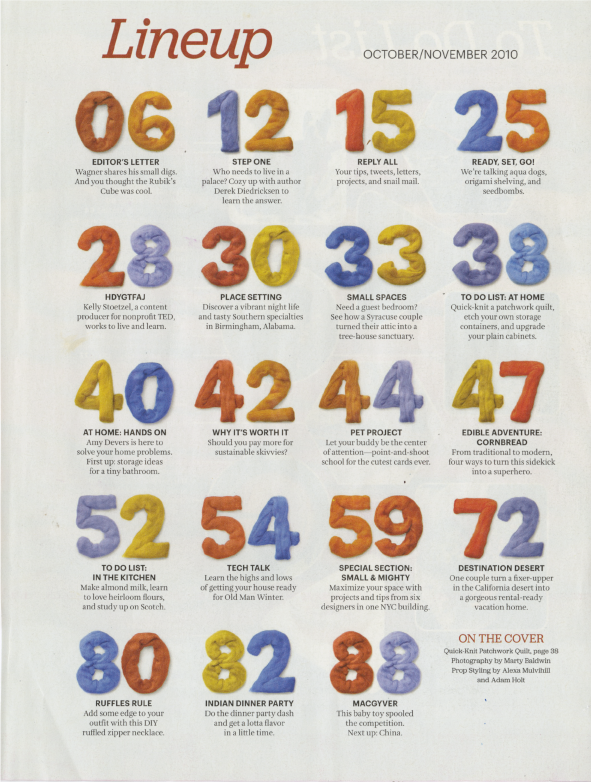 Lineup
OCTOBER/NOVEMBER 2010
To Do List
06
EDITOR'S LETTER
Wagner shares his small digs.
And you thought the Rubik's
Cube was cool.
12
STEP ONE
Who needs to live in a
palace? Cozy up with author
Derek Diedricksen to
learn the answer.
15
REPLY ALL
Your tips, tweets, letters,
projects, and snail mail.
25
READY, SET, GO!
We're talking aqua dogs,
origami shelving, and
seedbombs.
28
HDYGTFAJ
Kelly Stoetzel, a content
producer for nonprofit TED,
works to live and learn.
30
PLACE SETTING
Discover a vibrant night life
and tasty Southern specialties
in Birmingham, Alabama.
33
SMALL SPACES
Need a guest bedroom?
See how a Syracuse couple
turned their attic into a
tree-house sanctuary.
38
TO DO LIST: AT HOME
Quick-knit a patchwork quilt,
etch your own storage
containers, and upgrade
your plain cabinets.
40
AT HOME: HANDS ON
Amy Devers is here to
solve your home problems.
First up: storage ideas
for a tiny bathroom.
42
WHY IT'S WORTH IT
Should you pay more for
sustainable skivvies?
44
PET PROJECT
Let your buddy be the center
of attention—point-and-shoot
school for the cutest cards ever.
47
EDIBLE ADVENTURE:
CORNBREAD
From traditional to modern,
four ways to turn this sidekick
into a superhero.
52
TO DO LIST:
IN THE KITCHEN
Make almond milk, learn
to love heirloom flours,
and study up on Scotch.
54
TECH TALK
Learn the highs and lows
of getting your house ready
for Old Man Winter.
59
SPECIAL SECTION:
SMALL & MIGHTY
Maximize your space with
projects and tips from six
designers in one NYC building.
72
DESTINATION DESERT
One couple turn a fixer-upper
in the California desert into
a gorgeous rental-ready
vacation home.
80
RUFFLES RULE
Add some edge to your
outfit with this DIY
ruffled zipper necklace.
82
INDIAN DINNER PARTY
Do the dinner party dash
and get a lotta flavor
in a little time.
88
MACGYVER
This baby toy spooled
the competition.
Next up: China.
ON THE COVER
Quick-Knit Patchwork Quilt, page 38
Photography by Marty Baldwin
Prop Styling by Alexa Mulvihill
and Adam Holt